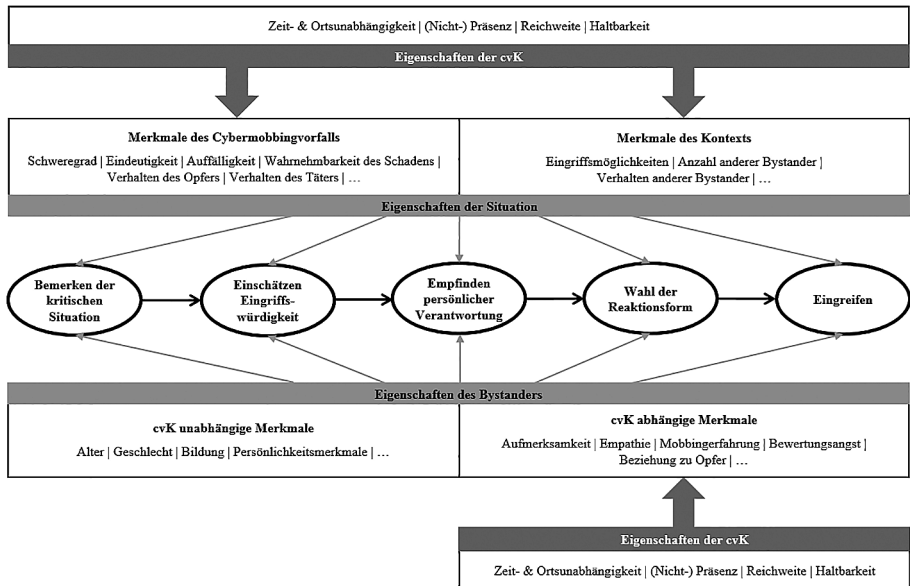 Zeit- & Ortsunabhängigkeit | (Nicht-) Präsenz | Reichweite | Haltbarkeit
Eigenschaften der cvK
Merkmale des Cybermobbingvorfalls
Schweregrad | Eindeutigkeit | Auffälligkeit | Wahrnehmbarkeit des Schadens |
Verhalten des Opfers | Verhalten des Täters | …
Merkmale des Kontexts
Eingriffsmöglichkeiten | Anzahl anderer Bystander |
Verhalten anderer Bystander | …
Eigenschaften der Situation
Bemerken der
kritischen
Situation
Einschätzen
Eingriffs-
würdigkeit
Empfinden
persönlicher
Verantwortung
Wahl der
Reaktionsform
Eingreifen
Eigenschaften des Bystanders
cvK unabhängige Merkmale
Alter | Geschlecht | Bildung | Persönlichkeitsmerkmale | …
cvK abhängige Merkmale
Aufmerksamkeit | Empathie | Mobbingerfahrung | Bewertungsangst |
Beziehung zu Opfer | …
Eigenschaften der cvK
Zeit- & Ortsunabhängigkeit | (Nicht-) Präsenz | Reichweite | Haltbarkeit